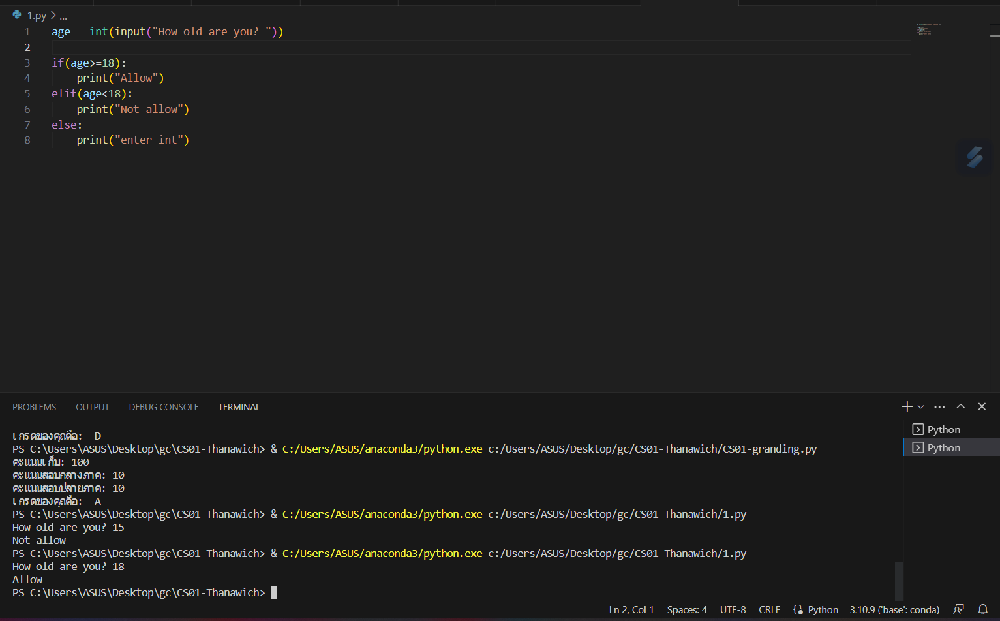 1.py > ...
1 age = int(input("How old are you? "))
2
3 if(age>=18):
4 print("Allow")
5 elif(age<18):
6 print("Not allow")
7 else:
8 print("enter int")
PROBLEMS OUTPUT DEBUG CONSOLE TERMINAL
เกรดของคุณคือ:  D
PS C:\Users\ASUS\Desktop\gc\CS01-Thanawich> & C:/Users/ASUS/anaconda3/python.exe c:/Users/ASUS/Desktop/gc/CS01-Thanawich/CS01-granding.py
คะแนนเก็บ: 100
คะแนนสอบกลางภาค: 10
คะแนนสอบปลายภาค: 10
เกรดของคุณคือ:  A
PS C:\Users\ASUS\Desktop\gc\CS01-Thanawich> & C:/Users/ASUS/anaconda3/python.exe c:/Users/ASUS/Desktop/gc/CS01-Thanawich/1.py
How old are you? 15
Not allow
PS C:\Users\ASUS\Desktop\gc\CS01-Thanawich> & C:/Users/ASUS/anaconda3/python.exe c:/Users/ASUS/Desktop/gc/CS01-Thanawich/1.py
How old are you? 18
Allow
PS C:\Users\ASUS\Desktop\gc\CS01-Thanawich>
Python
Python
Ln 2, Col 1 Spaces: 4 UTF-8 CRLF Python 3.10.9 ('base': conda)